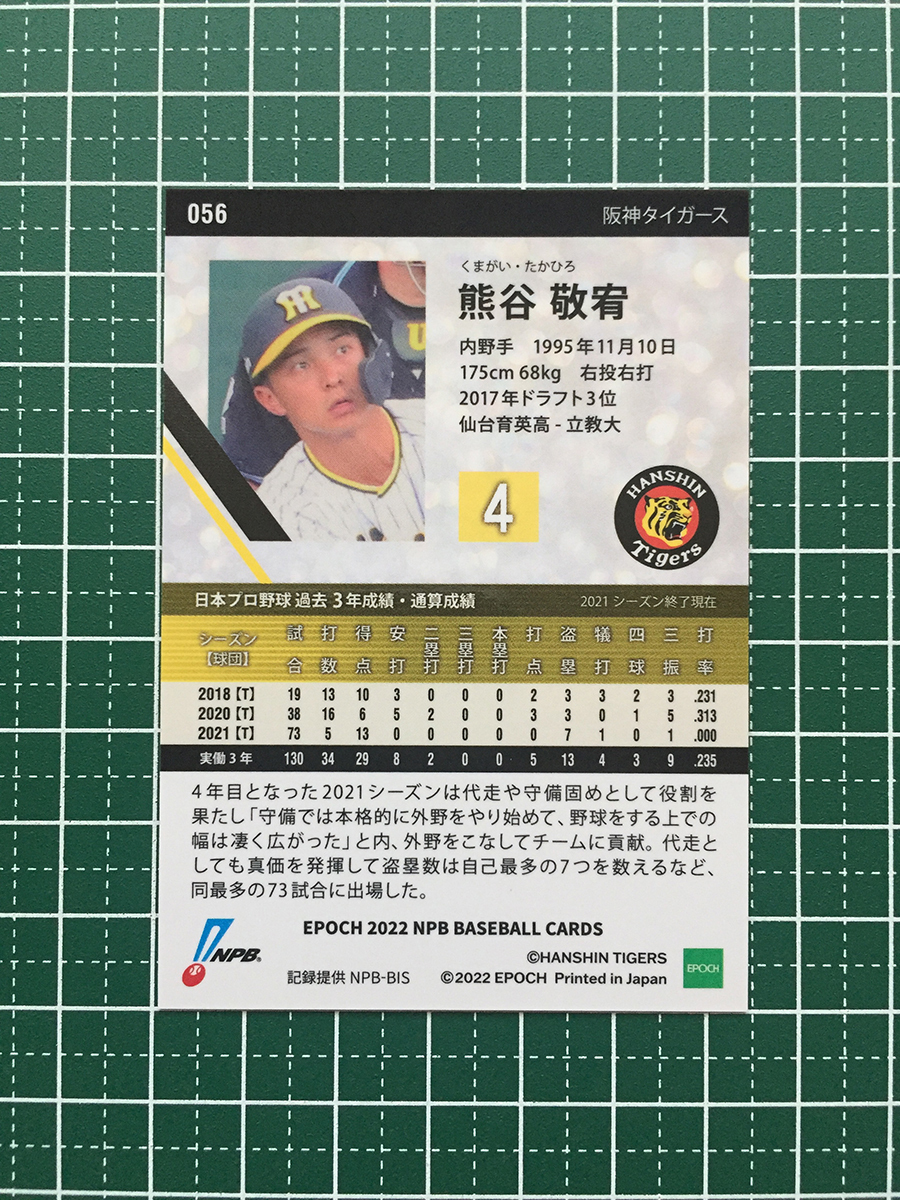 056 阪神タイガース
くまがい・たかひろ
熊谷 敬宥
内野手 1995年11月10日
175cm 68kg 右投右打
2017年ドラフト3位
仙台育英高 - 立教大
4
HANSHIN
Tigers
日本プロ野球 過去 3年成績・通算成績 2021 シーズン終了現在
シーズン【球団】 試合 打数 得点 安打 二塁打 三塁打 本塁打 打点 盗塁 犠打 四球 三振 打率
2018【T】 19 13 10 3 0 0 0 2 3 3 2 3 .231
2020【T】 38 16 6 5 2 0 0 3 3 0 1 5 .313
2021【T】 73 5 13 0 0 0 0 0 7 1 0 1 .000
実働 3 年 130 34 29 8 2 0 0 5 13 4 3 9 .235
4年目となった2021シーズンは代走や守備固めとして役割を
果たし「守備では本格的に外野をやり始めて、野球をする上での
幅は凄く広がった」と内、外野をこなしてチームに貢献。代走
としても真価を発揮して盗塁数は自己最多の7つを数えるなど、
同最多の73試合に出場した。
EPOCH 2022 NPB BASEBALL CARDS
NPB
©HANSHIN TIGERS
記録提供 NPB-BIS ©2022 EPOCH Printed in Japan
EPOCH